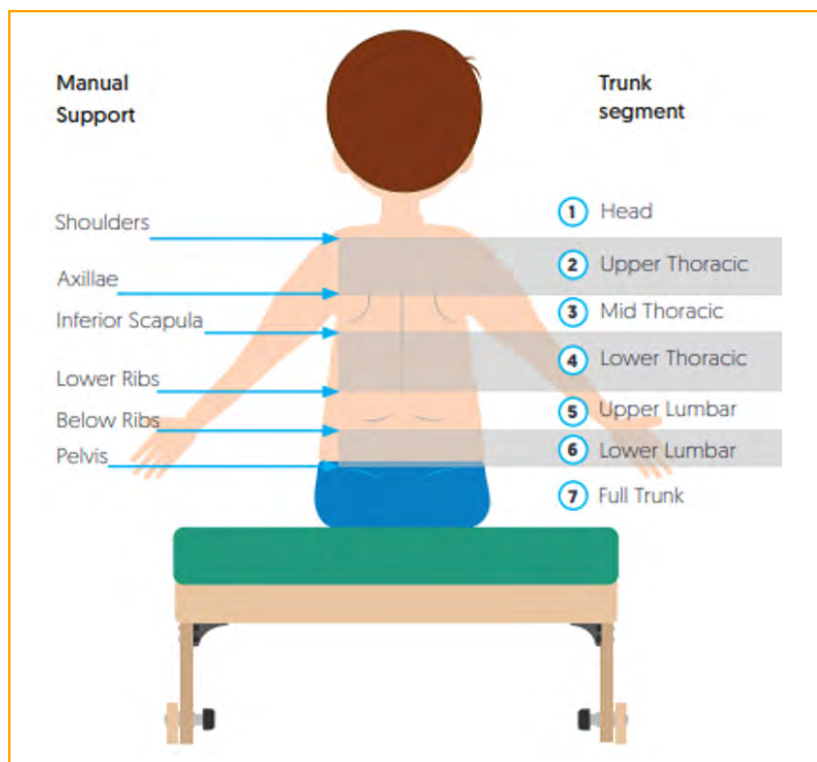 Manual
Support
Trunk
segment
Shoulders
Axillae
Inferior Scapula
Lower Ribs
Below Ribs
Pelvis
1 Head
2 Upper Thoracic
3 Mid Thoracic
4 Lower Thoracic
5 Upper Lumbar
6 Lower Lumbar
7 Full Trunk